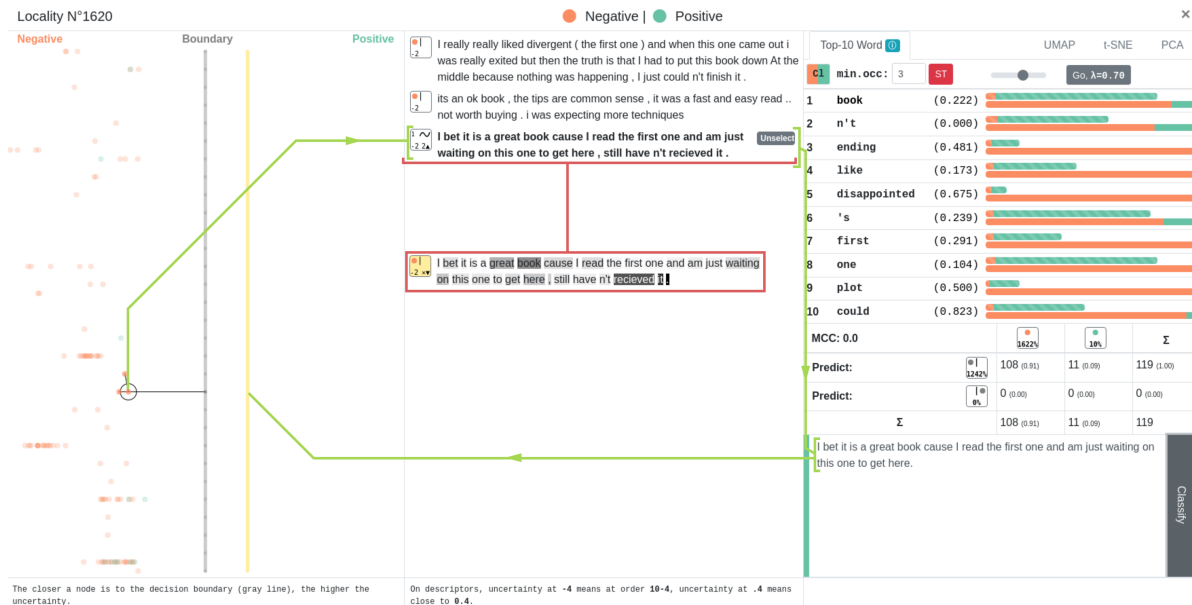 Locality N°1620
Negative | Positive
×
Negative
Boundary
Positive
The closer a node is to the decision boundary (gray line), the higher the
uncertainty.
-2
I really really liked divergent ( the first one ) and when this one came out i
was really exited but then the truth is that I had to put this book down At the
middle because nothing was happening , I just could n't finish it .
-2
its an ok book , the tips are common sense , it was a fast and easy read ..
not worth buying . i was expecting more techniques
1
-2 2▲
I bet it is a great book cause I read the first one and am just
waiting on this one to get here , still have n't recieved it .
Unselect
-2 ×▼
I bet it is a great book cause I read the first one and am just waiting
on this one to get here , still have n't recieved it .
On descriptors, uncertainty at -4 means at order 10-4, uncertainty at .4 means
close to 0.4.
Top-10 Word
UMAP
t-SNE
PCA
Cl min.occ: 3 ST Go, λ=0.70
1 book (0.222)
2 n't (0.000)
3 ending (0.481)
4 like (0.173)
5 disappointed (0.675)
6 's (0.239)
7 first (0.291)
8 one (0.104)
9 plot (0.500)
10 could (0.823)
MCC: 0.0 1622% 10% Σ
Predict: 1242% 108 (0.91) 11 (0.09) 119 (1.00)
Predict: 0% 0 (0.00) 0 (0.00) 0 (0.00)
Σ 108 (0.91) 11 (0.09) 119
I bet it is a great book cause I read the first one and am just waiting on
this one to get here.
Classify